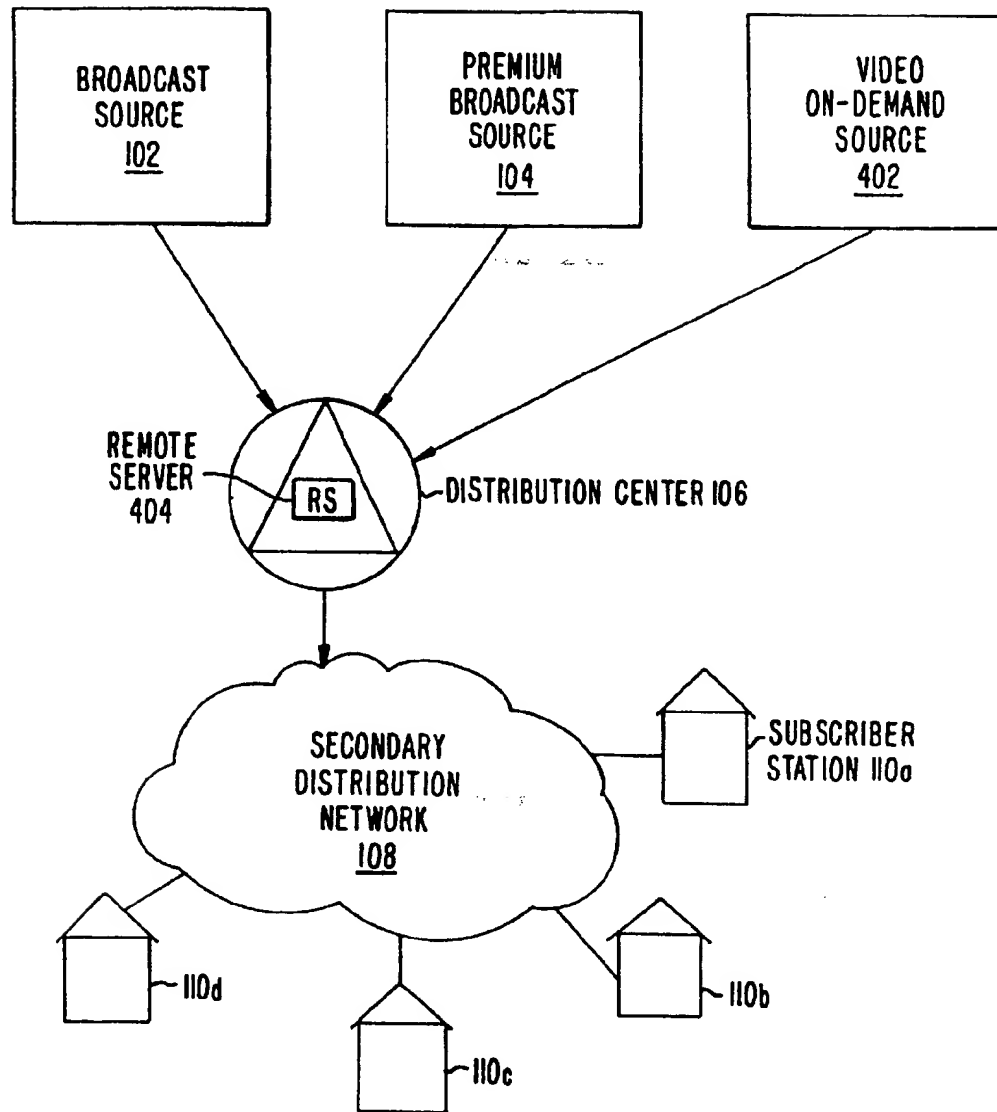 BROADCAST
SOURCE
102
PREMIUM
BROADCAST
SOURCE
104
VIDEO
ON-DEMAND
SOURCE
402
REMOTE
SERVER
404
RS
DISTRIBUTION CENTER 106
SECONDARY
DISTRIBUTION
NETWORK
108
SUBSCRIBER
STATION 110a
110d
110b
110c